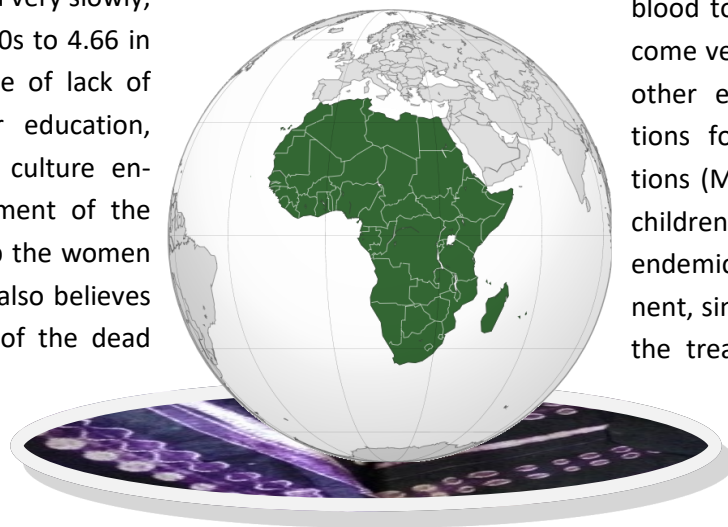 very slowly,
0s to 4.66 in
e of lack of
education,
culture en-
ment of the
the women
also believes
of the dead
blood to
come ve
other e
tions fo
tions (M
children
endemic
nent, sin
the trea